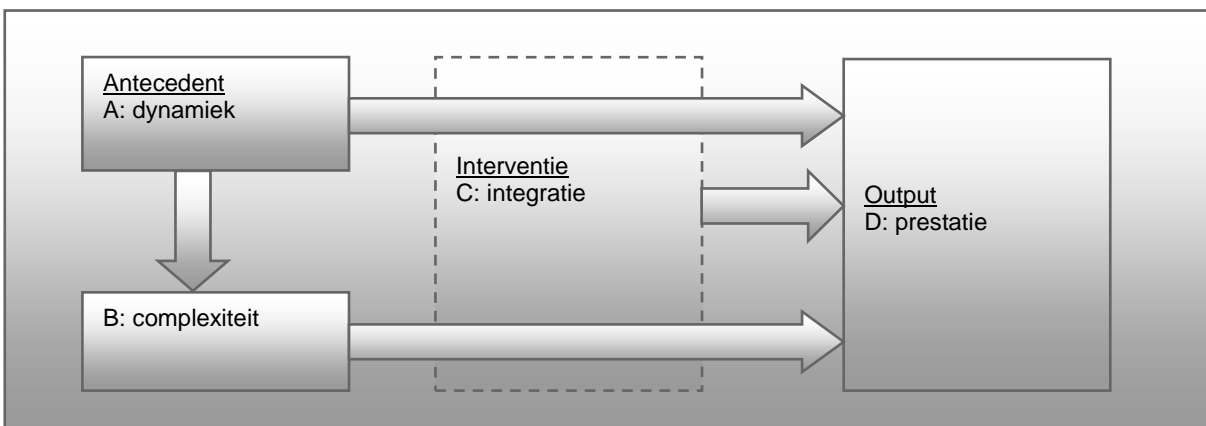 Antecedent
A: dynamiek
Interventie
C: integratie
Output
D: prestatie
B: complexiteit